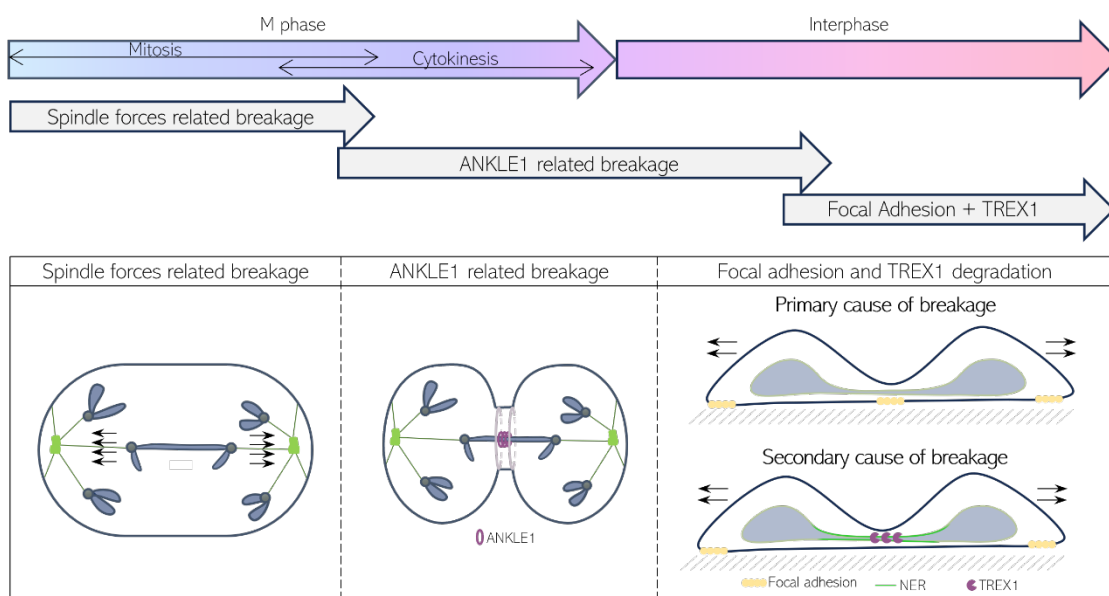 M phase
Interphase
Mitosis
Cytokinesis
Spindle forces related breakage
ANKLE1 related breakage
Focal Adhesion + TREX1
Spindle forces related breakage
ANKLE1 related breakage
Focal adhesion and TREX1 degradation
Primary cause of breakage
Secondary cause of breakage
ANKLE1
Focal adhesion
NER
TREX1